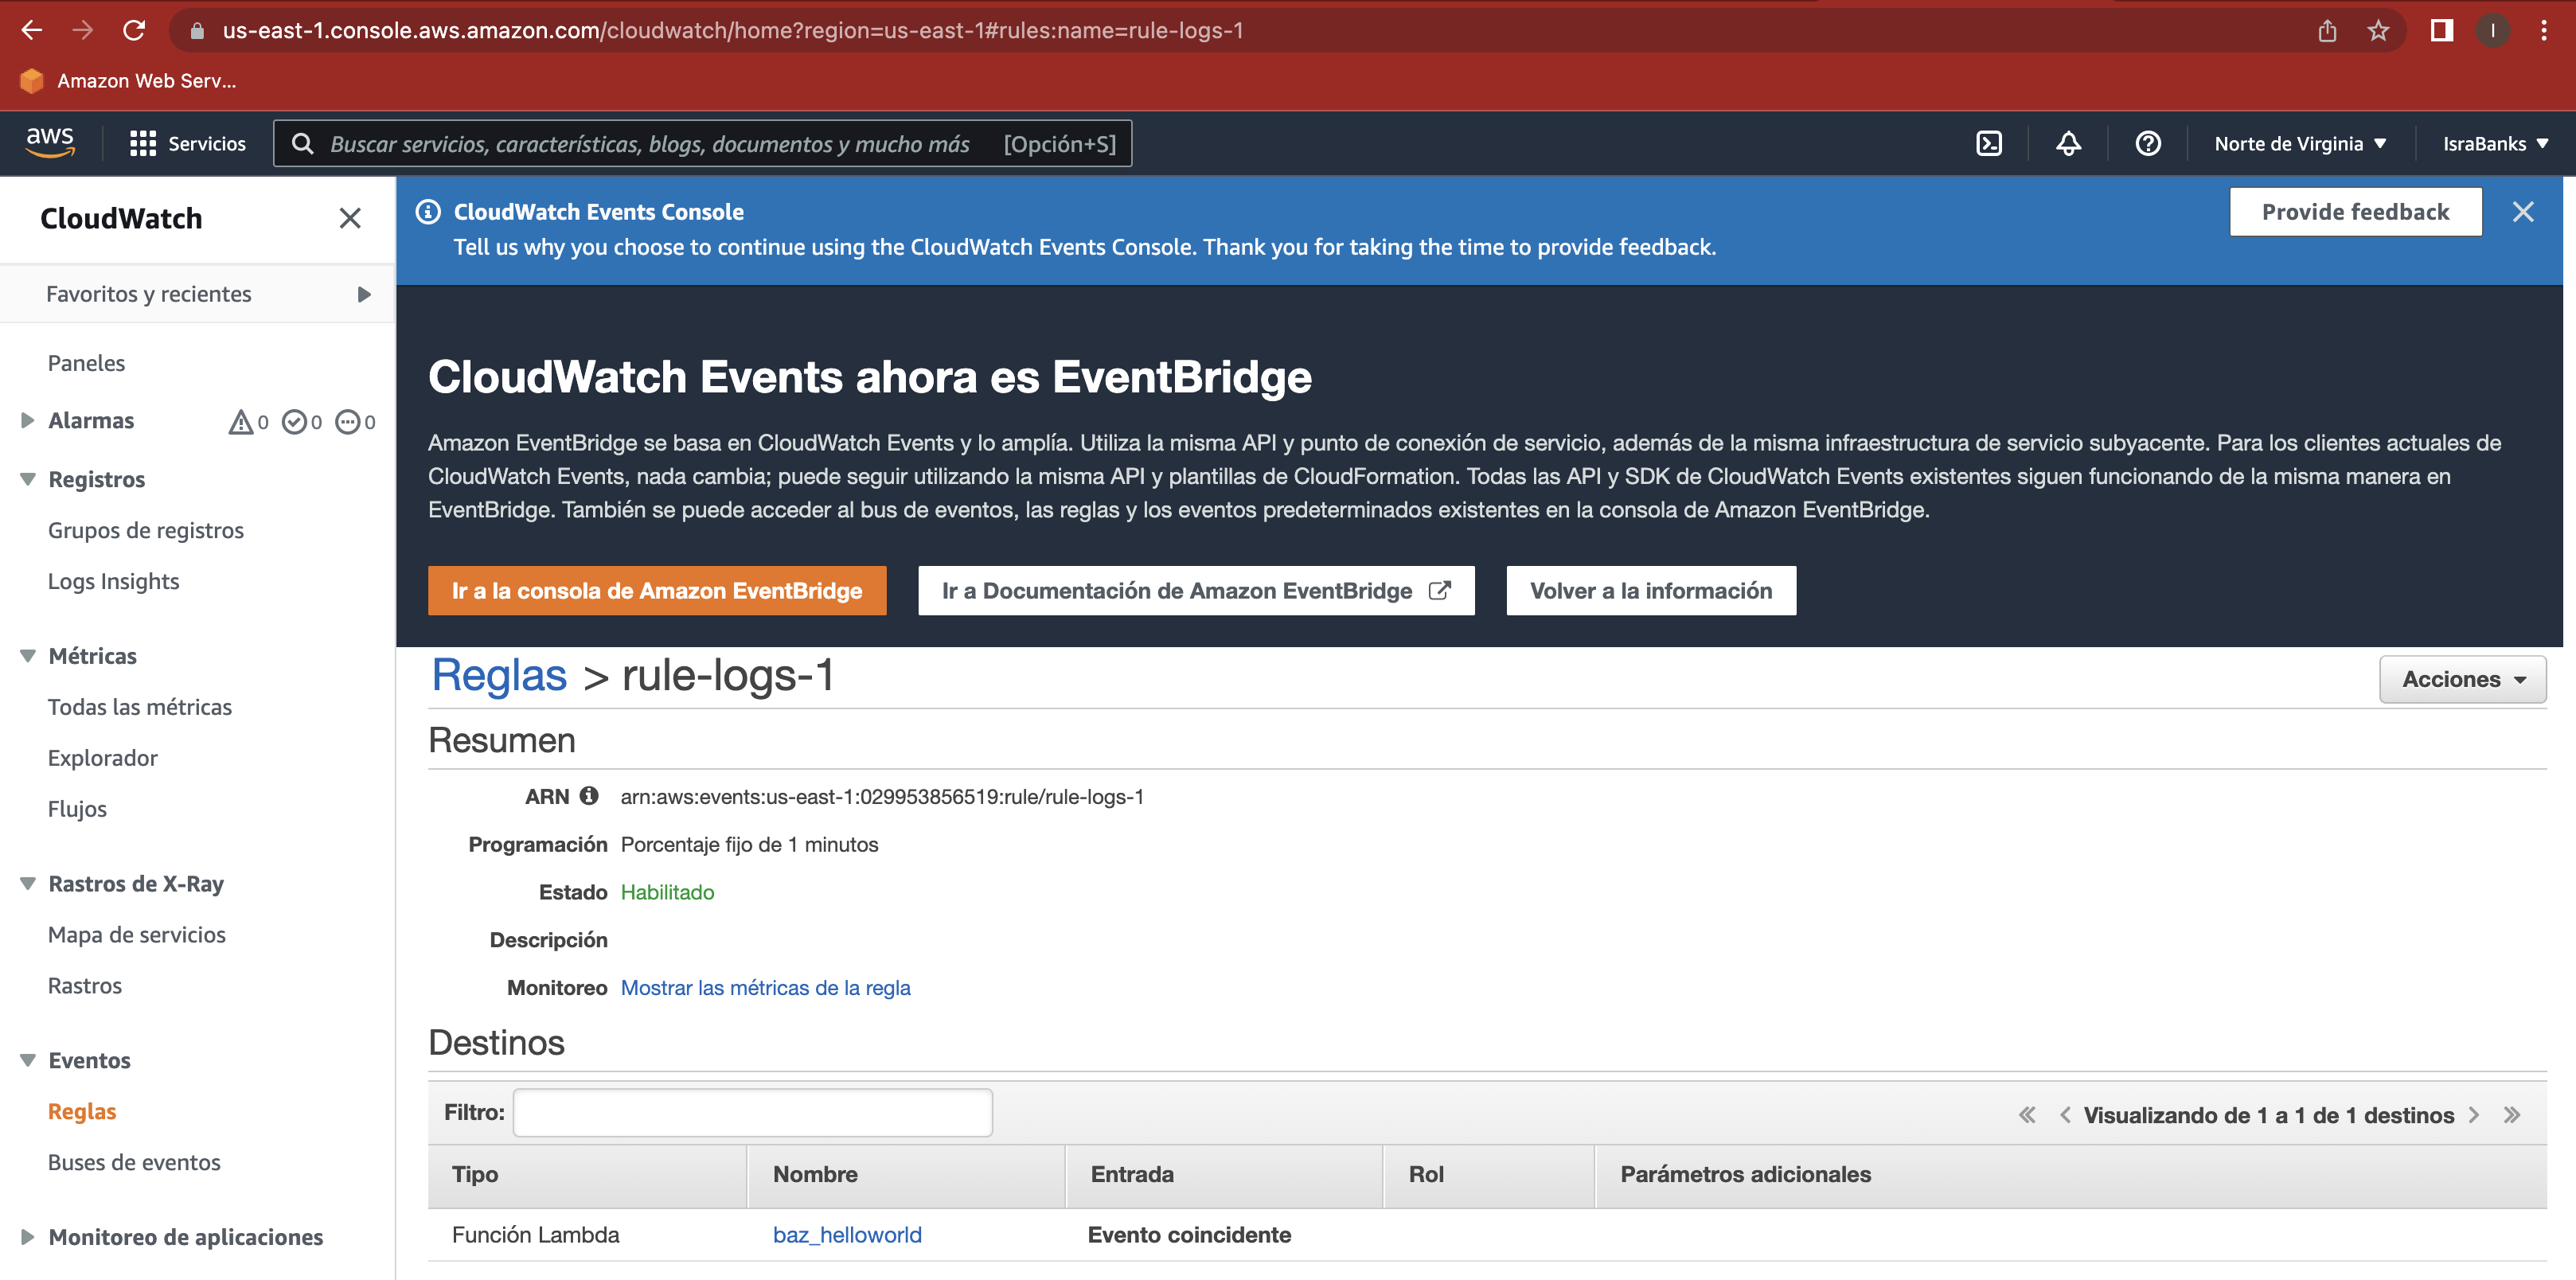 us-east-1.console.aws.amazon.com/cloudwatch/home?region=us-east-1#rules:name=rule-logs-1
I
Amazon Web Serv...
aws
Servicios
Buscar servicios, características, blogs, documentos y mucho más [Opción+S]
Norte de Virginia
IsraBanks
CloudWatch
Favoritos y recientes
Paneles
Alarmas 0 0 0
Registros
Grupos de registros
Logs Insights
Métricas
Todas las métricas
Explorador
Flujos
Rastros de X-Ray
Mapa de servicios
Rastros
Eventos
Reglas
Buses de eventos
Monitoreo de aplicaciones
CloudWatch Events Console
Tell us why you choose to continue using the CloudWatch Events Console. Thank you for taking the time to provide feedback.
Provide feedback
CloudWatch Events ahora es EventBridge
Amazon EventBridge se basa en CloudWatch Events y lo amplía. Utiliza la misma API y punto de conexión de servicio, además de la misma infraestructura de servicio subyacente. Para los clientes actuales de
CloudWatch Events, nada cambia; puede seguir utilizando la misma API y plantillas de CloudFormation. Todas las API y SDK de CloudWatch Events existentes siguen funcionando de la misma manera en
EventBridge. También se puede acceder al bus de eventos, las reglas y los eventos predeterminados existentes en la consola de Amazon EventBridge.
Ir a la consola de Amazon EventBridge
Ir a Documentación de Amazon EventBridge
Volver a la información
Reglas > rule-logs-1
Acciones
Resumen
ARN arn:aws:events:us-east-1:029953856519:rule/rule-logs-1
Programación Porcentaje fijo de 1 minutos
Estado Habilitado
Descripción
Monitoreo Mostrar las métricas de la regla
Destinos
Filtro:
« < Visualizando de 1 a 1 de 1 destinos > »
Tipo Nombre Entrada Rol Parámetros adicionales
Función Lambda baz_helloworld Evento coincidente